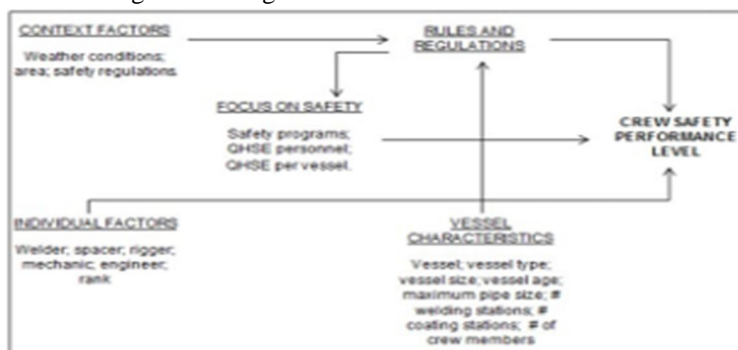 CONTEXT FACTORS
Weather conditions;
area; safety regulations.
RULES AND
REGULATIONS
FOCUS ON SAFETY
Safety programs;
QHSE personnel;
QHSE per vessel.
CREW SAFETY
PERFORMANCE
LEVEL
INDIVIDUAL FACTORS
Welder; spacer; rigger;
mechanic; engineer;
rank
VESSEL
CHARACTERISTICS
Vessel; vessel type;
vessel size; vessel age;
maximum pipe size; #
welding stations; #
coating stations; # of
crew members